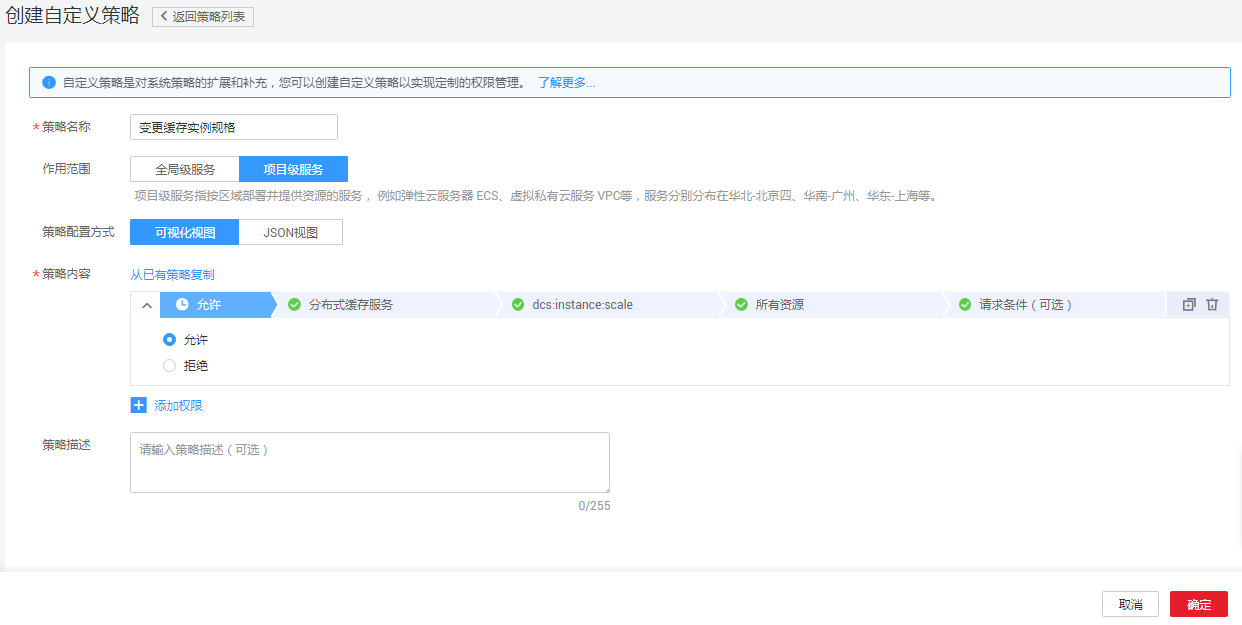 创建自定义策略 返回策略列表
自定义策略是对系统策略的扩展和补充，您可以创建自定义策略以实现定制的权限管理。 了解更多...
* 策略名称 变更缓存实例规格
作用范围 全局级服务 项目级服务
项目级服务指按区域部署并提供资源的服务，例如弹性云服务器 ECS、虚拟私有云服务 VPC等，服务分别分布在华北-北京四、华南-广州、华东-上海等。
策略配置方式 可视化视图 JSON视图
* 策略内容 从已有策略复制
允许 分布式缓存服务 dcs:instance:scale 所有资源 请求条件（可选）
允许
拒绝
添加权限
策略描述 请输入策略描述（可选）
0/255
取消 确定